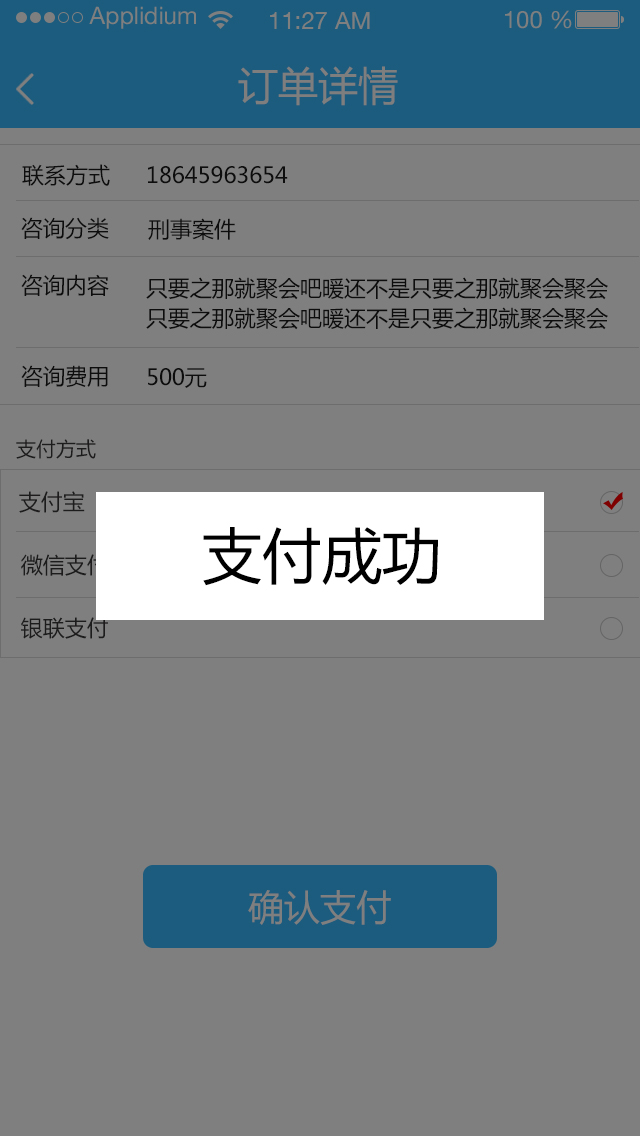 Applidium 11:27 AM 100 %
订单详情
联系方式 18645963654
咨询分类 刑事案件
咨询内容 只要之那就聚会吧暖还不是只要之那就聚会聚会
只要之那就聚会吧暖还不是只要之那就聚会聚会
咨询费用 500元
支付方式
支付宝
支付成功
微信支付
银联支付
确认支付